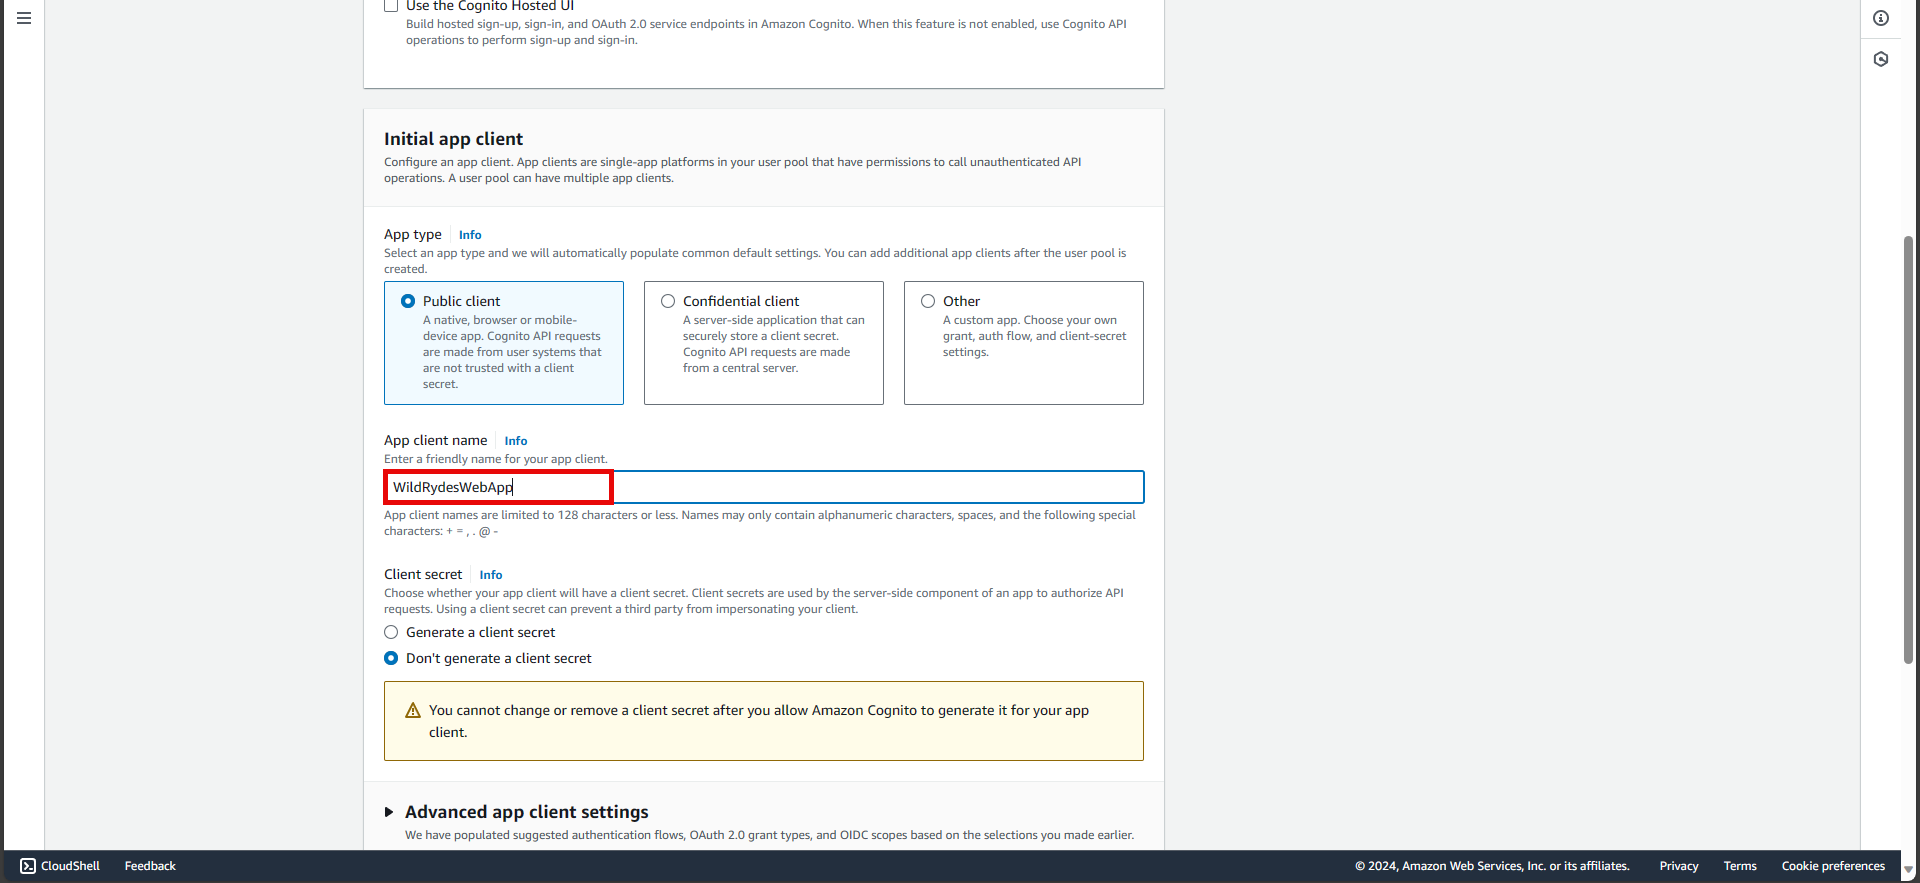 Use the Cognito Hosted UI
Build hosted sign-up, sign-in, and OAuth 2.0 service endpoints in Amazon Cognito. When this feature is not enabled, use Cognito API
operations to perform sign-up and sign-in.
Initial app client
Configure an app client. App clients are single-app platforms in your user pool that have permissions to call unauthenticated API
operations. A user pool can have multiple app clients.
App type Info
Select an app type and we will automatically populate common default settings. You can add additional app clients after the user pool is
created.
Public client
A native, browser or mobile-
device app. Cognito API requests
are made from user systems that
are not trusted with a client
secret.
Confidential client
A server-side application that can
securely store a client secret.
Cognito API requests are made
from a central server.
Other
A custom app. Choose your own
grant, auth flow, and client-secret
settings.
App client name Info
Enter a friendly name for your app client.
WildRydesWebApp
App client names are limited to 128 characters or less. Names may only contain alphanumeric characters, spaces, and the following special
characters: + = , . @ -
Client secret Info
Choose whether your app client will have a client secret. Client secrets are used by the server-side component of an app to authorize API
requests. Using a client secret can prevent a third party from impersonating your client.
Generate a client secret
Don't generate a client secret
You cannot change or remove a client secret after you allow Amazon Cognito to generate it for your app
client.
Advanced app client settings
We have populated suggested authentication flows, OAuth 2.0 grant types, and OIDC scopes based on the selections you made earlier.
CloudShell Feedback © 2024, Amazon Web Services, Inc. or its affiliates. Privacy Terms Cookie preferences